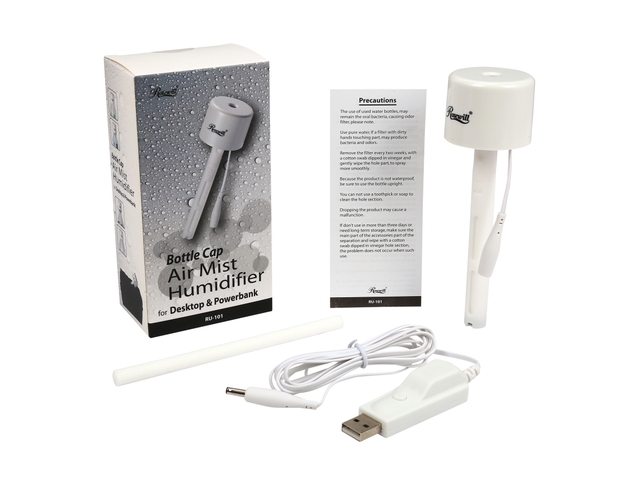 Rosewill
Bottle Cap
Air Mist
Humidifier
Bottle Cap
Air Mist
Humidifier
for Desktop & Powerbank
RU-101
Precautions
The use of used water bottles, may
remain the oral bacteria, causing odor
filter, please note.
Use pure water. If a filter with dirty
hands touching part, may produce
bacteria and odors.
Remove the filter every two weeks, with
a cotton swab dipped in vinegar and
gently wipe the hole part, to spray
more smoothly.
Because the product is not waterproof
be sure to use the bottle upright.
You can not use a toothpick or soap to
clean the hole section.
Dropping the product may cause a
malfunction.
If don't use in more than three days or
need long term storage, make sure the
main part of the accessories part of the
separation and wipe with a cotton
swab dipped in vinegar hole section,
the problem does not occur when such
use.
Rosewill
RU-101
Rosewill